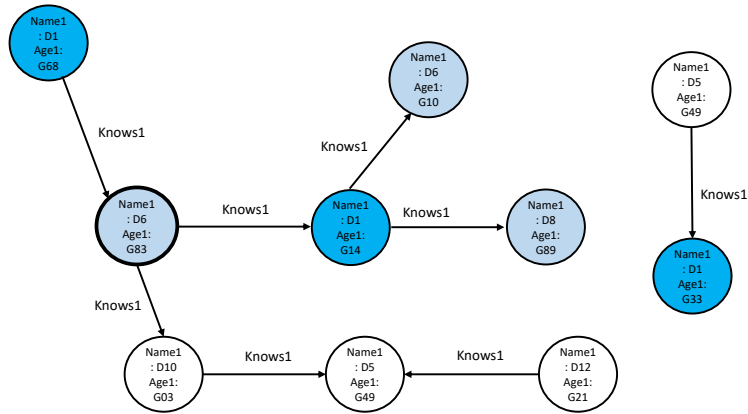 Name1
: D1
Age1:
G68
Name1
: D6
Age1:
G10
Name1
: D5
Age1:
G49
Knows1
Knows1
Knows1
Name1
: D6
Age1:
G83
Knows1
Name1
: D1
Age1:
G14
Knows1
Name1
: D8
Age1:
G89
Name1
: D1
Age1:
G33
Knows1
Name1
: D10
Age1:
G03
Knows1
Name1
: D5
Age1:
G49
Knows1
Name1
: D12
Age1:
G21